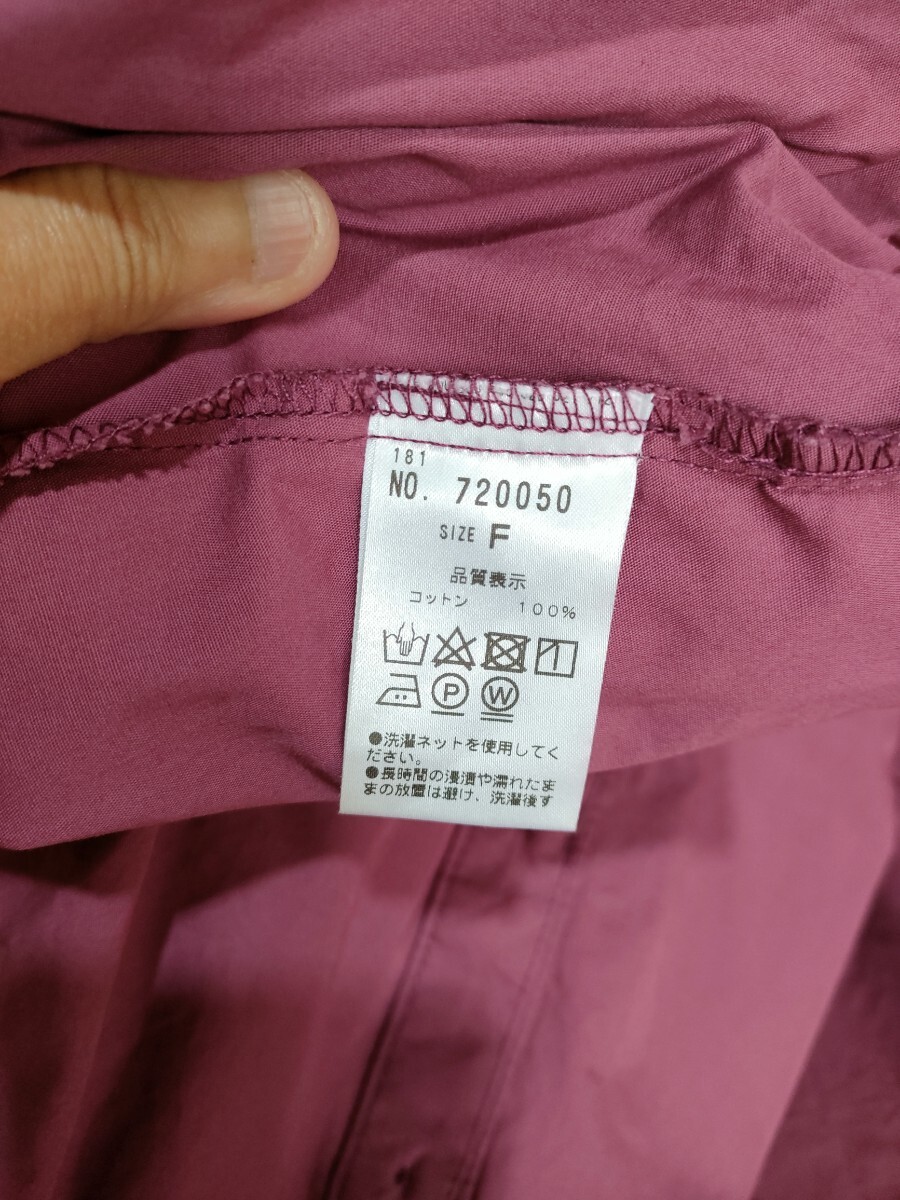 181
NO. 720050
SIZE F
品質表示
コットン 100%
P W
●洗濯ネットを使用してく
ださい。
●長時間の浸漬や濡れたま
まの放置は避け、洗濯後す